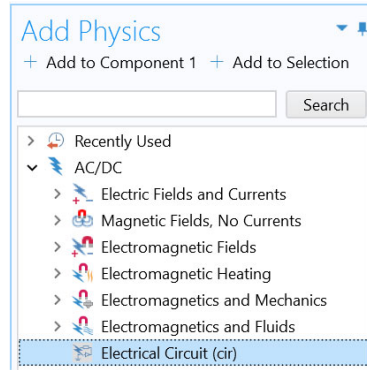 Add Physics
Add to Component 1 Add to Selection
Search
Recently Used
AC/DC
Electric Fields and Currents
Magnetic Fields, No Currents
Electromagnetic Fields
Electromagnetic Heating
Electromagnetics and Mechanics
Electromagnetics and Fluids
Electrical Circuit (cir)